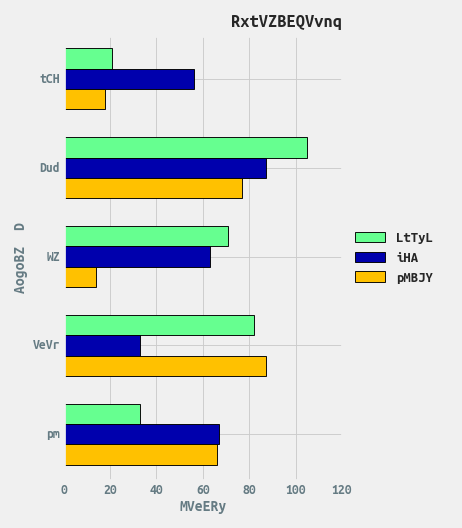 RxtVZBEQVvnq
tCH
Dud
WZ
VeVr
pm
AogoBZ  D
0 20 40 60 80 100 120
MVeERy
LtTyL
iHA
pMBJY